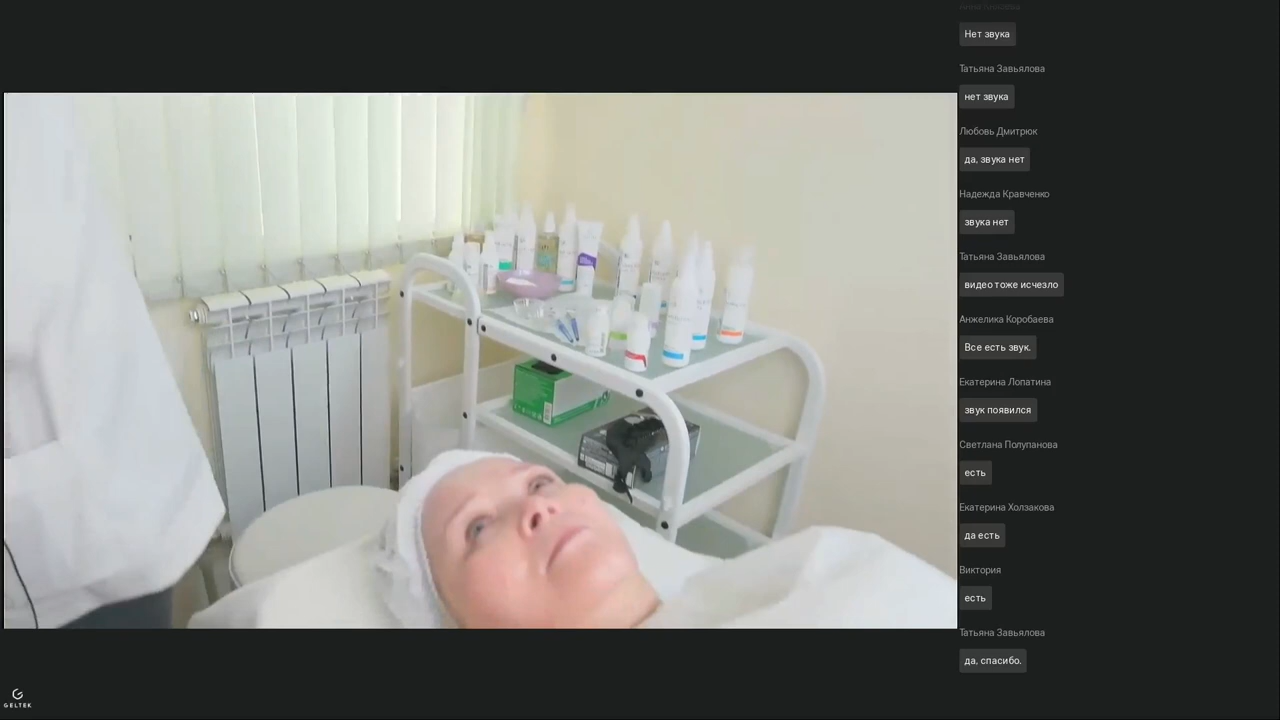 Нет звука
Татьяна Завьялова
нет звука
Любовь Дмитрюк
да, звука нет
Надежда Кравченко
звука нет
Татьяна Завьялова
видео тоже исчезло
Анжелика Коробаева
Все есть звук.
Екатерина Лопатина
звук появился
Светлана Полупанова
есть
Екатерина Холзакова
да есть
Виктория
есть
Татьяна Завьялова
да, спасибо.
GELTEK